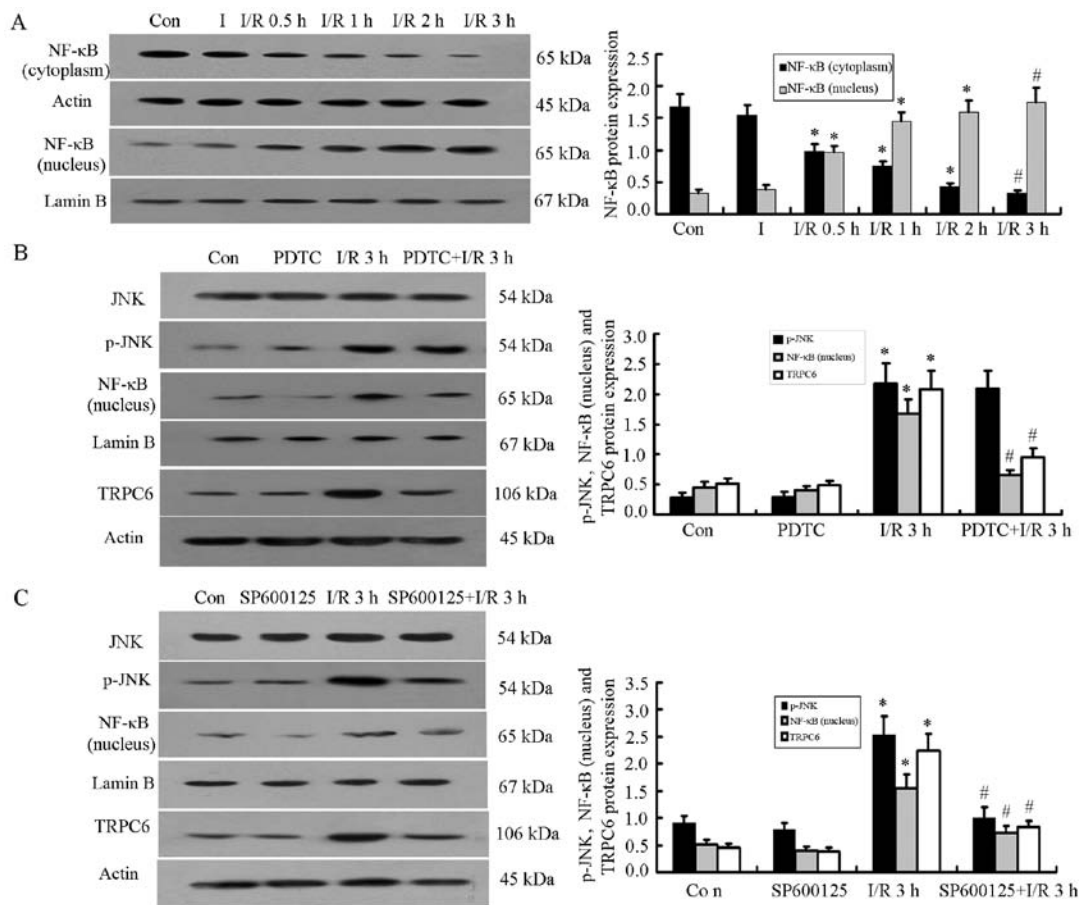 A
Con I I/R 0.5 h I/R 1 h I/R 2 h I/R 3 h
NF-κB
(cytoplasm)
65 kDa
Actin
45 kDa
NF-κB
(nucleus)
65 kDa
Lamin B
67 kDa
NF-κB protein expression
2.5
2.0
1.5
1.0
0.5
0.0
NF-κB (cytoplasm)
NF-κB (nucleus)
* * * * * * # #
Con I I/R 0.5 h I/R 1 h I/R 2 h I/R 3 h
B
Con PDTC I/R 3 h PDTC+I/R 3 h
JNK
54 kDa
p-JNK
54 kDa
NF-κB
(nucleus)
65 kDa
Lamin B
67 kDa
TRPC6
106 kDa
Actin
45 kDa
p-JNK, NF-κB (nucleus) and
TRPC6 protein expression
3.0
2.5
2.0
1.5
1.0
0.5
0.0
p-JNK
NF-κB (nucleus)
TRPC6
* * * # #
Con PDTC I/R 3 h PDTC+I/R 3 h
C
Con SP600125 I/R 3 h SP600125+I/R 3 h
JNK
54 kDa
p-JNK
54 kDa
NF-κB
(nucleus)
65 kDa
Lamin B
67 kDa
TRPC6
106 kDa
Actin
45 kDa
p-JNK, NF-κB (nucleus) and
TRPC6 protein expression
3.5
3.0
2.5
2.0
1.5
1.0
0.5
0.0
p-JNK
NF-κB (nucleus)
TRPC6
* * * # # #
Co n SP600125 I/R 3 h SP600125+I/R 3 h